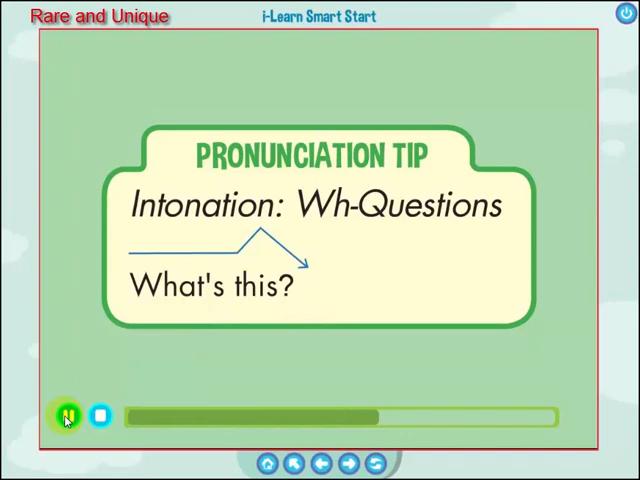 Rare and Unique
i-Learn Smart Start
PRONUNCIATION TIP
Intonation: Wh-Questions
What's this?